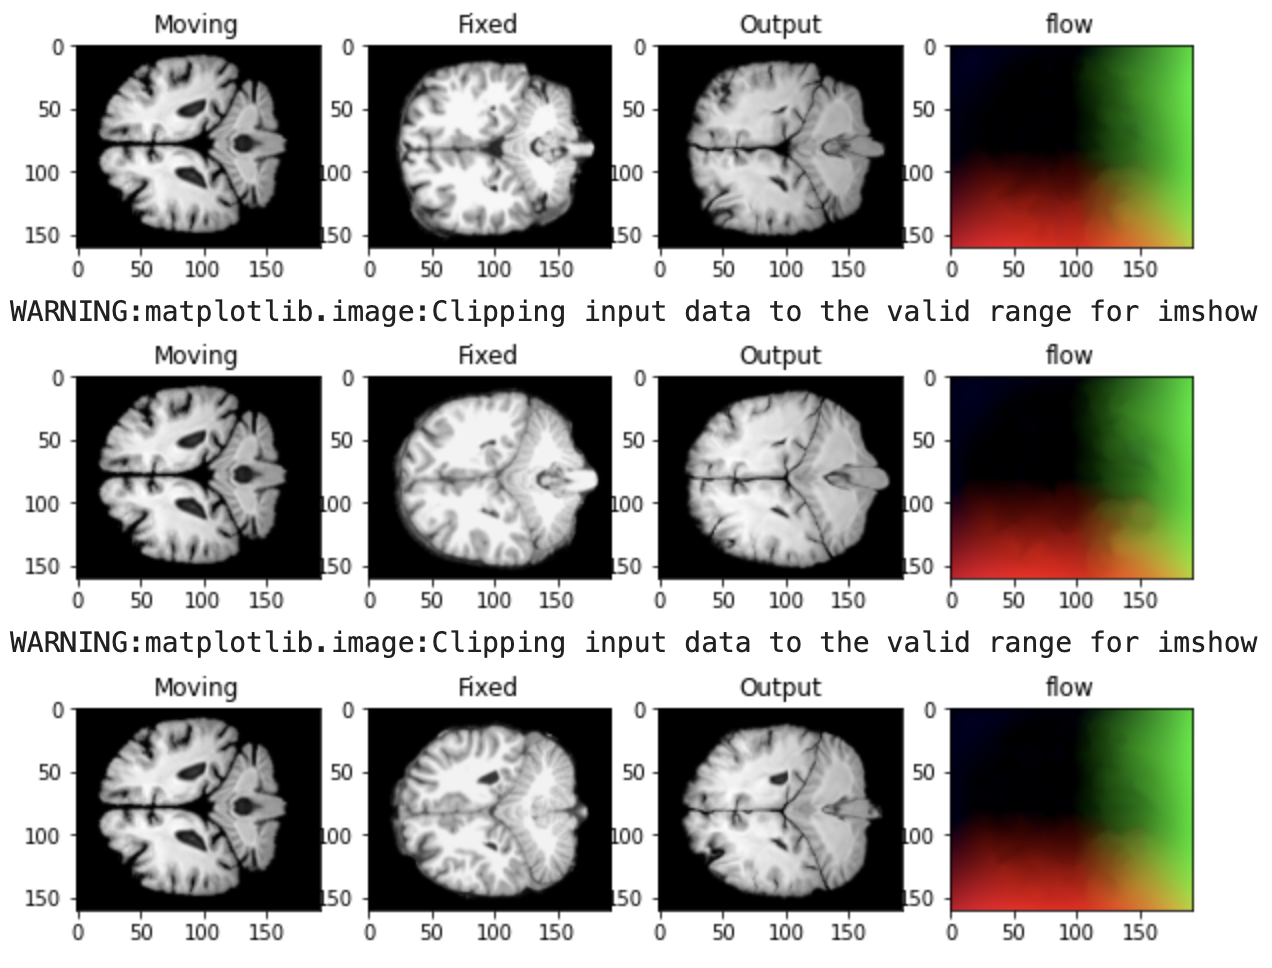 Moving Fixed Output flow
0 0 0 0
50 50 50 50
100 100 100 100
150 150 150 150
0 50 100 150 0 50 100 150 0 50 100 150 0 50 100 150
WARNING:matplotlib.image:Clipping input data to the valid range for imshow
Moving Fixed Output flow
0 0 0 0
50 50 50 50
100 100 100 100
150 150 150 150
0 50 100 150 0 50 100 150 0 50 100 150 0 50 100 150
WARNING:matplotlib.image:Clipping input data to the valid range for imshow
Moving Fixed Output flow
0 0 0 0
50 50 50 50
100 100 100 100
150 150 150 150
0 50 100 150 0 50 100 150 0 50 100 150 0 50 100 150